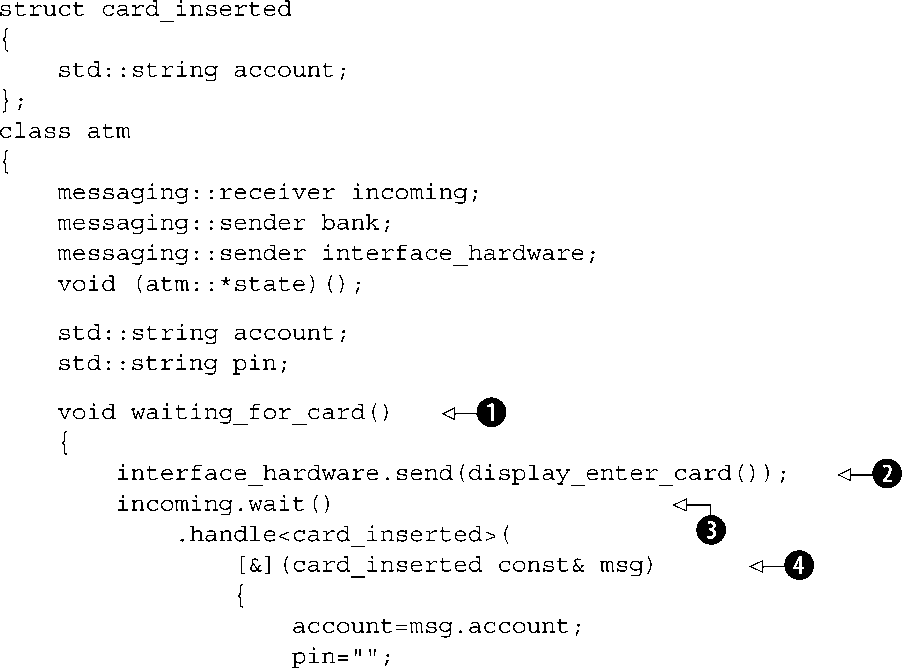 struct card_inserted
{
    std::string account;
};
class atm
{
    messaging::receiver incoming;
    messaging::sender bank;
    messaging::sender interface_hardware;
    void (atm::*state)();
    std::string account;
    std::string pin;
    void waiting_for_card() 1
    {
        interface_hardware.send(display_enter_card()); 2
        incoming.wait() 3
            .handle<card_inserted>(
                [&](card_inserted const& msg) 4
                {
                    account=msg.account;
                    pin="";